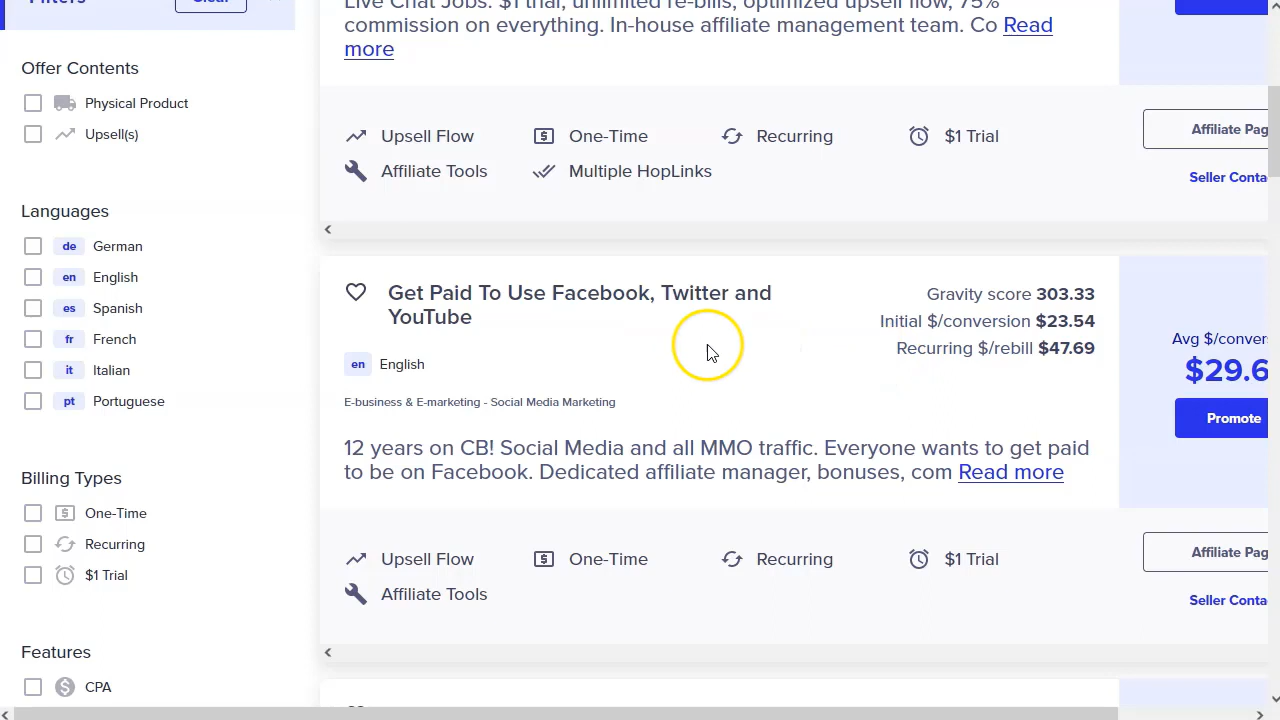 Filters
Clear
Offer Contents
Physical Product
Upsell(s)
Languages
de German
en English
es Spanish
fr French
it Italian
pt Portuguese
Billing Types
One-Time
Recurring
$1 Trial
Features
CPA
Live Chat Jobs. $1 trial, unlimited re-bills, optimized upsell flow, 75%
commission on everything. In-house affiliate management team. Co Read
more
Upsell Flow
One-Time
Recurring
$1 Trial
Affiliate Tools
Multiple HopLinks
Affiliate Pag
Seller Conta
Get Paid To Use Facebook, Twitter and
YouTube
en English
E-business & E-marketing - Social Media Marketing
Gravity score 303.33
Initial $/conversion $23.54
Recurring $/rebill $47.69
12 years on CB! Social Media and all MMO traffic. Everyone wants to get paid
to be on Facebook. Dedicated affiliate manager, bonuses, com Read more
Avg $/conver
$29.6
Promote
Upsell Flow
One-Time
Recurring
$1 Trial
Affiliate Tools
Affiliate Pag
Seller Conta